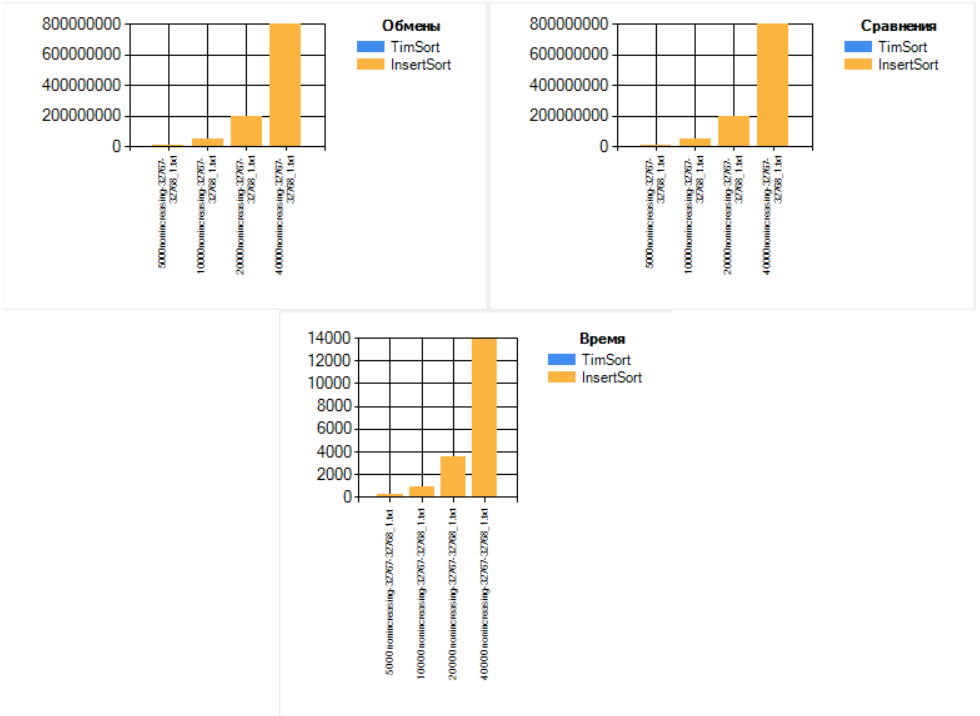 800000000
600000000
400000000
200000000
0
5000nonincreasing-32767-
32768_1.txt
10000nonincreasing-32767-
32768_1.txt
20000nonincreasing-32767-
32768_1.txt
40000nonincreasing-32767-
32768_1.txt
Обмены
TimSort
InsertSort
800000000
600000000
400000000
200000000
0
5000nonincreasing-32767-
32768_1.txt
10000nonincreasing-32767-
32768_1.txt
20000nonincreasing-32767-
32768_1.txt
40000nonincreasing-32767-
32768_1.txt
Сравнения
TimSort
InsertSort
14000
12000
10000
8000
6000
4000
2000
0
5000nonincreasing-32767-32768_1.txt
10000nonincreasing-32767-32768_1.txt
20000nonincreasing-32767-32768_1.txt
40000nonincreasing-32767-32768_1.txt
Время
TimSort
InsertSort